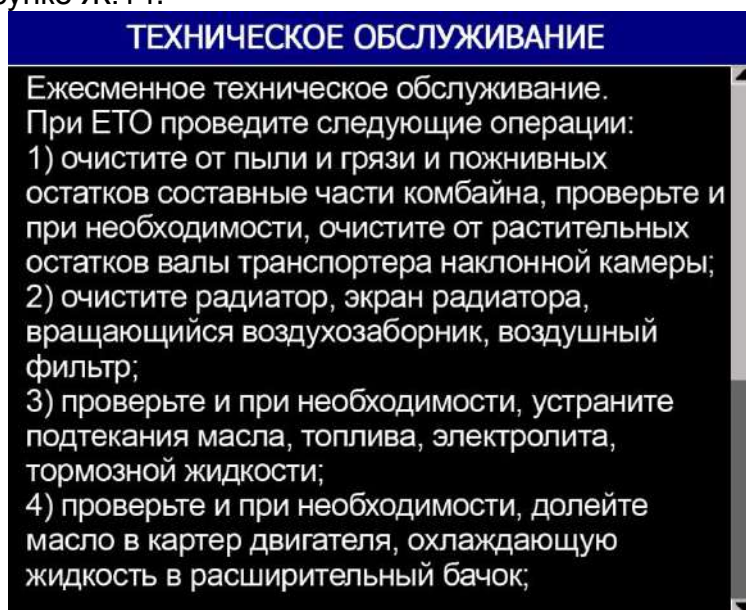 ТЕХНИЧЕСКОЕ ОБСЛУЖИВАНИЕ
Ежесменное техническое обслуживание.
При ЕТО проведите следующие операции:
1) очистите от пыли и грязи и пожнивных
остатков составные части комбайна, проверьте и
при необходимости, очистите от растительных
остатков валы транспортера наклонной камеры;
2) очистите радиатор, экран радиатора,
вращающийся воздухозаборник, воздушный
фильтр;
3) проверьте и при необходимости, устраните
подтекания масла, топлива, электролита,
тормозной жидкости;
4) проверьте и при необходимости, долейте
масло в картер двигателя, охлаждающую
жидкость в расширительный бачок;